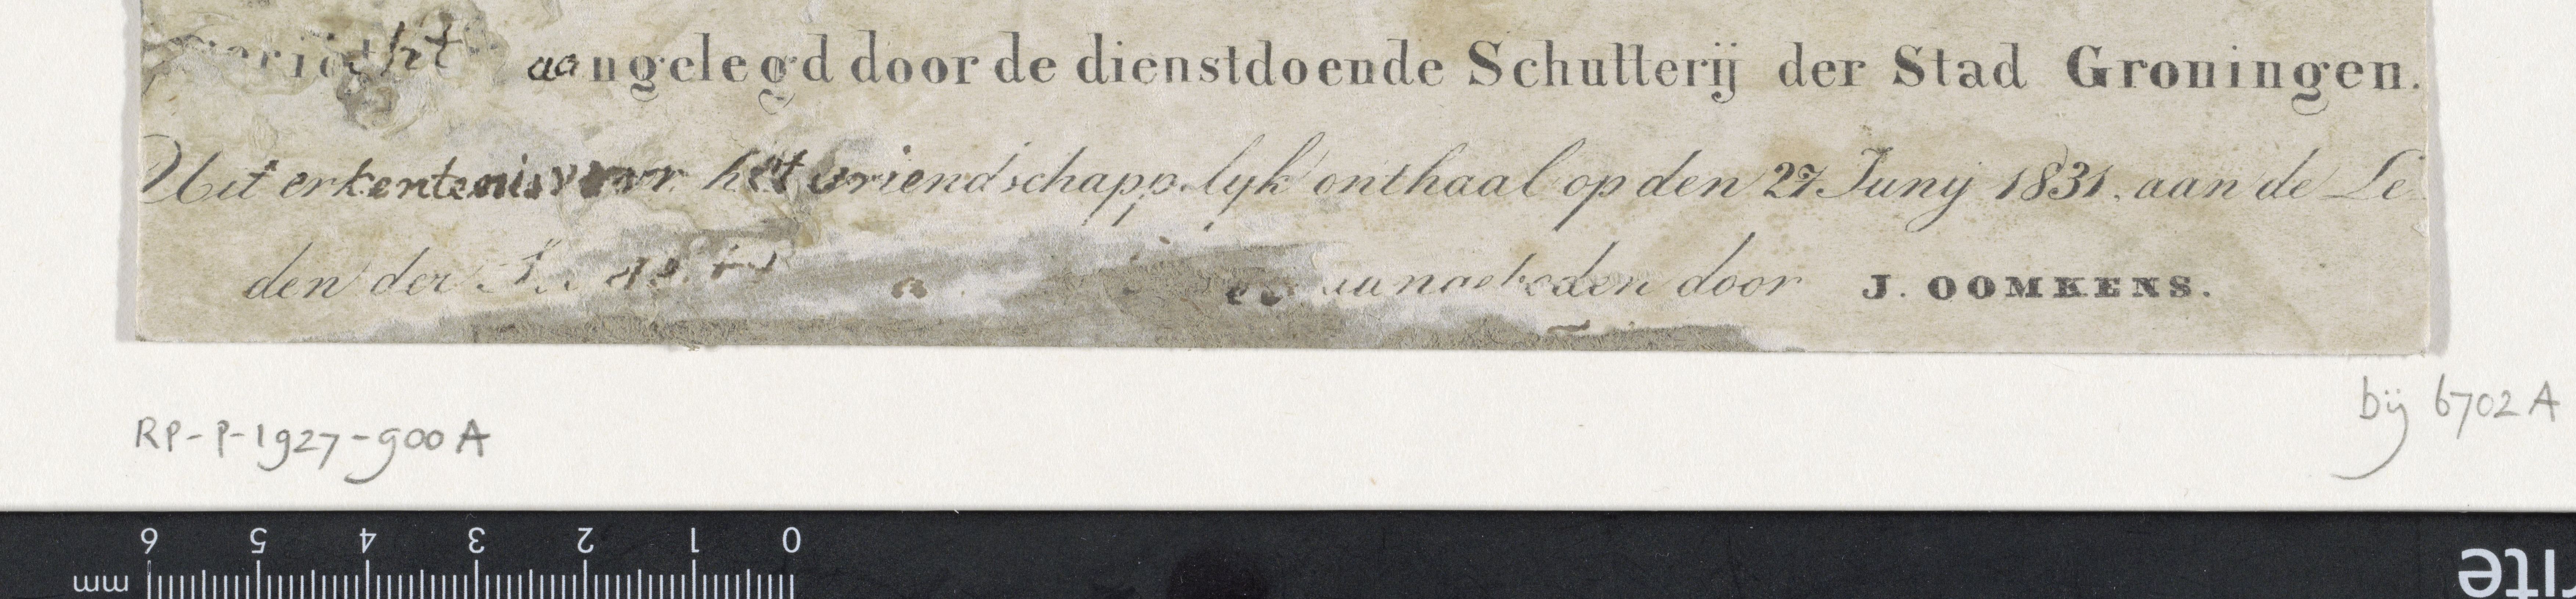 aangelegd door de dienstdoende Schutterij der Stad Groningen.
Uit erkentenis voor het vriendschappelyk onthaal op den 27 Juny 1831. aan de Le-
den der aangeboden door J. OOMKENS.
RP-P-1927-900A
bij 6702 A
6 5 4 3 2 1 0
mm
rite